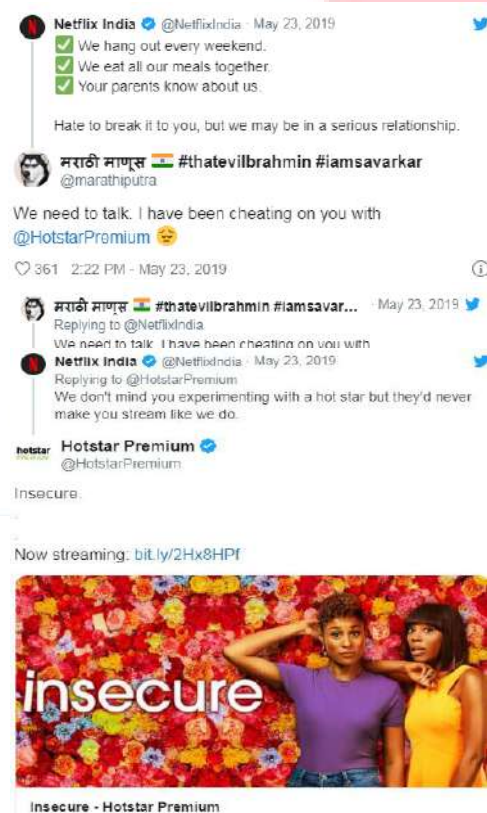 Netflix India @NetflixIndia · May 23, 2019
✅ We hang out every weekend.
✅ We eat all our meals together.
✅ Your parents know about us.
Hate to break it to you, but we may be in a serious relationship.
मराठी माणूस 🇮🇳 #thatevilbrahmin #iamsavarkar
@marathiputra
We need to talk. I have been cheating on you with
@HotstarPremium 😔
♡ 361 2:22 PM - May 23, 2019
मराठी माणूस 🇮🇳 #thatevilbrahmin #iamsavar... · May 23, 2019
Replying to @NetflixIndia
We need to talk. I have been cheating on you with
Netflix India @NetflixIndia · May 23, 2019
Replying to @HotstarPremium
We don't mind you experimenting with a hot star but they'd never
make you stream like we do.
hotstar
Hotstar Premium
@HotstarPremium
Insecure.
.
.
Now streaming: bit.ly/2Hx8HPf
insecure
Insecure - Hotstar Premium